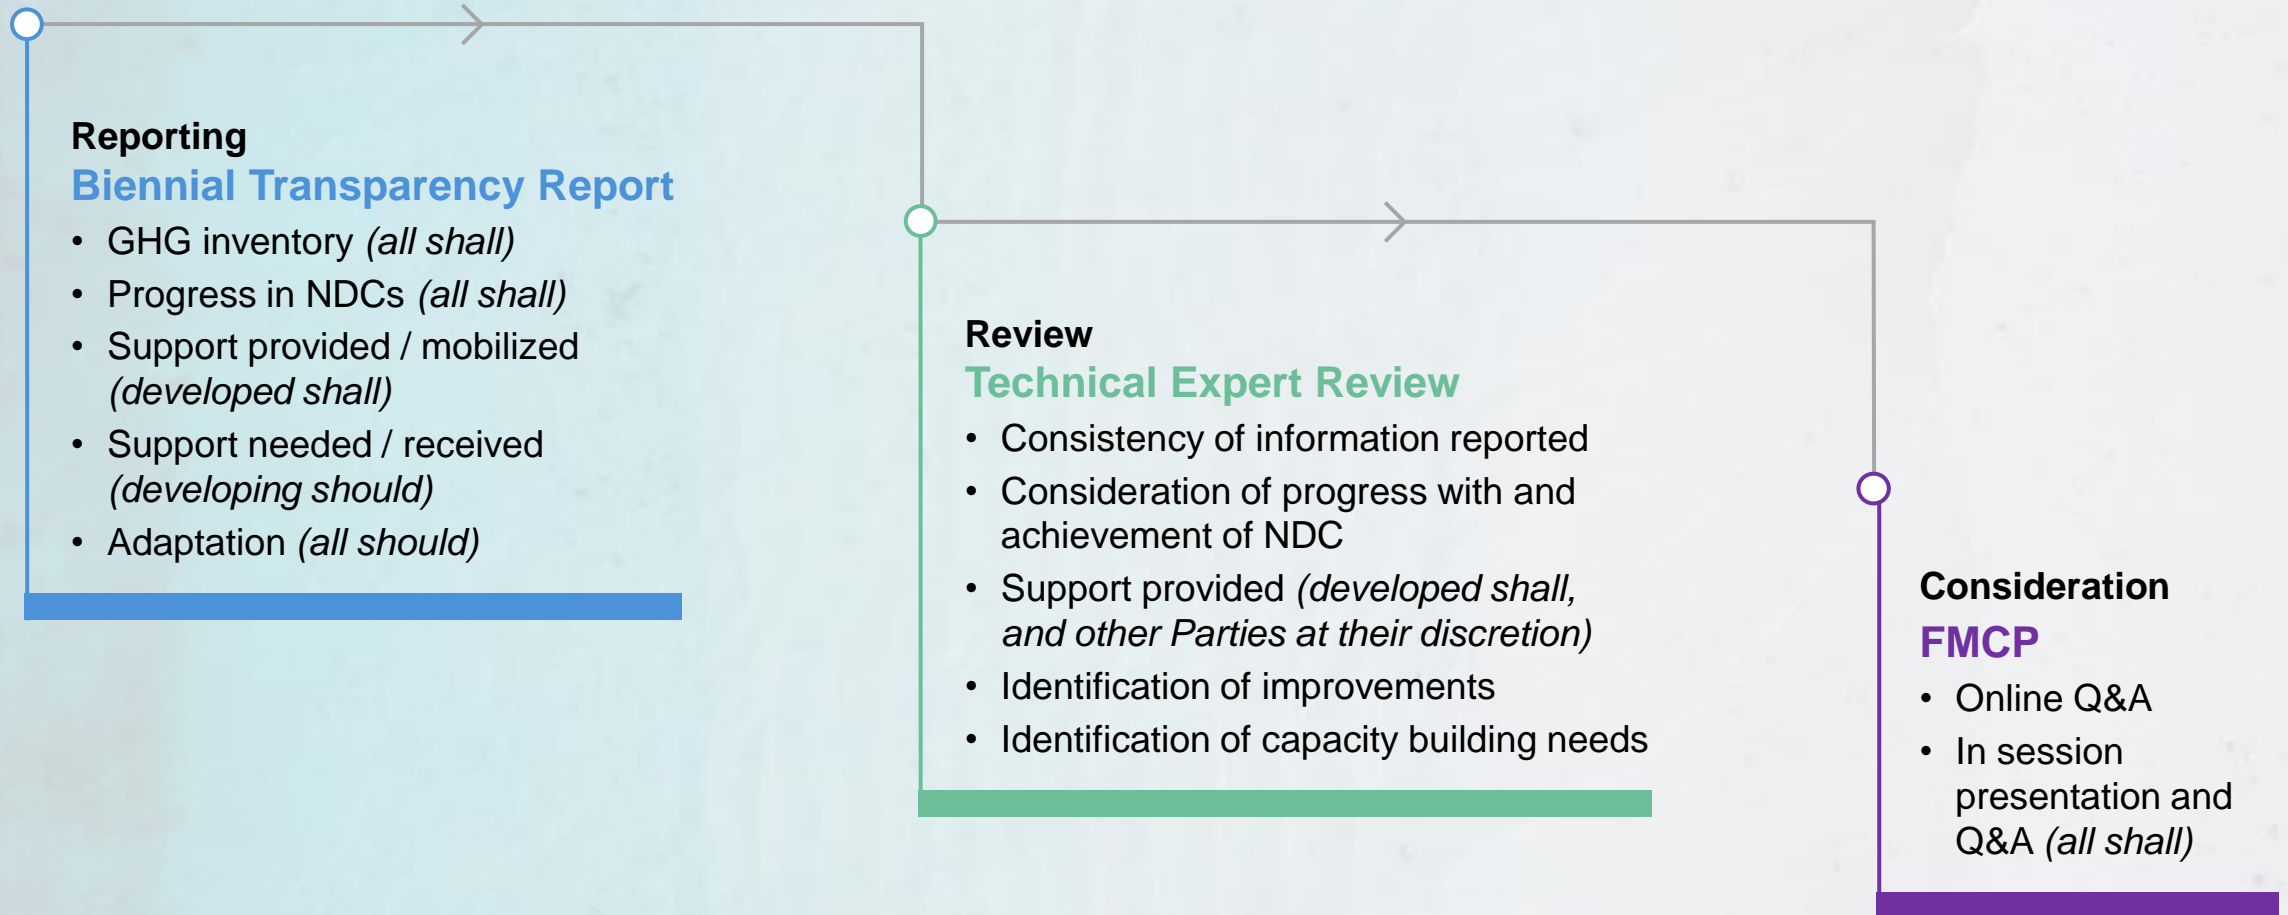 Reporting
Biennial Transparency Report
• GHG inventory (all shall)
• Progress in NDCs (all shall)
• Support provided / mobilized
(developed shall)
• Support needed / received
(developing should)
• Adaptation (all should)
Review
Technical Expert Review
• Consistency of information reported
• Consideration of progress with and
achievement of NDC
• Support provided (developed shall,
and other Parties at their discretion)
• Identification of improvements
• Identification of capacity building needs
Consideration
FMCP
• Online Q&A
• In session
presentation and
Q&A (all shall)